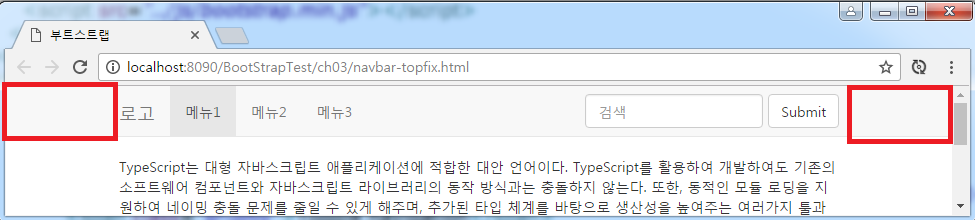 <script src="../js/bootstrap.min.js"></script>
부트스트랩
localhost:8090/BootStrapTest/ch03/navbar-topfix.html
로고 메뉴1 메뉴2 메뉴3 검색 Submit
TypeScript는 대형 자바스크립트 애플리케이션에 적합한 대안 언어이다. TypeScript를 활용하여 개발하여도 기존의
소프트웨어 컴포넌트와 자바스크립트 라이브러리의 동작 방식과는 충돌하지 않는다. 또한, 동적인 모듈 로딩을 지
원하여 네이밍 충돌 문제를 줄일 수 있게 해주며, 추가된 타입 체계를 바탕으로 생산성을 높여주는 여러가지 툴과